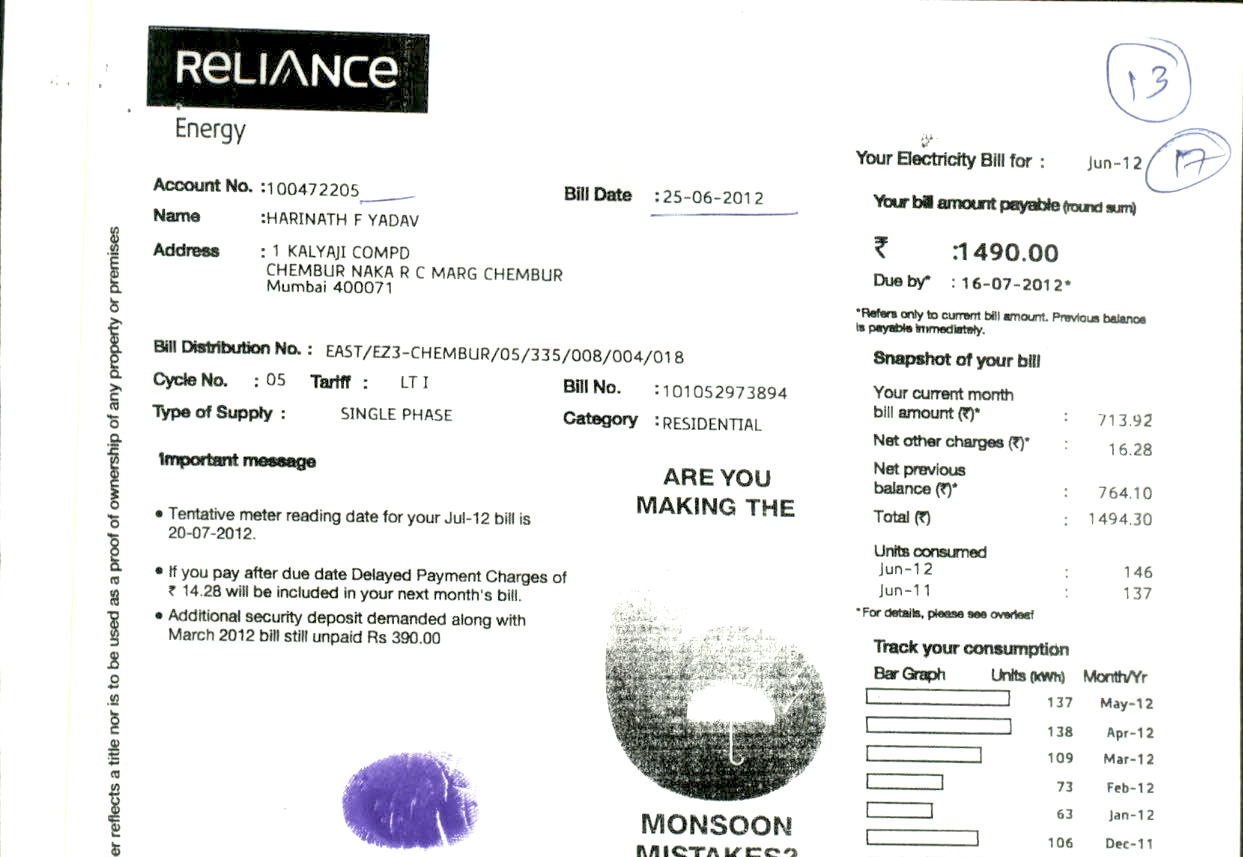 RELIANCE
Energy
13
Your Electricity Bill for : Jun-12
17
Account No. :100472205
Bill Date :25-06-2012
Name :HARINATH F YADAV
Address : 1 KALYAJI COMPD
CHEMBUR NAKA R C MARG CHEMBUR
Mumbai 400071
Your bill amount payable (round sum)
₹ :1490.00
Due by* : 16-07-2012*
*Refers only to current bill amount. Previous balance
is payable immediately.
Bill Distribution No. : EAST/EZ3-CHEMBUR/05/335/008/004/018
Cycle No. : 05 Tariff : LT I
Bill No. :101052973894
Type of Supply : SINGLE PHASE
Category :RESIDENTIAL
Snapshot of your bill
Your current month
bill amount (₹)* : 713.92
Net other charges (₹)* : 16.28
Net previous
balance (₹)* : 764.10
Total (₹) : 1494.30
Units consumed
Jun-12 : 146
Jun-11 : 137
*For details, please see overleaf
Important message
• Tentative meter reading date for your Jul-12 bill is
20-07-2012.
• If you pay after due date Delayed Payment Charges of
₹ 14.28 will be included in your next month's bill.
• Additional security deposit demanded along with
March 2012 bill still unpaid Rs 390.00
ARE YOU
MAKING THE
MONSOON
MISTAKES?
Track your consumption
Bar Graph Units (kWh) Month/Yr
137 May-12
138 Apr-12
109 Mar-12
73 Feb-12
63 Jan-12
106 Dec-11
er reflects a title nor is to be used as a proof of ownership of any property or premises